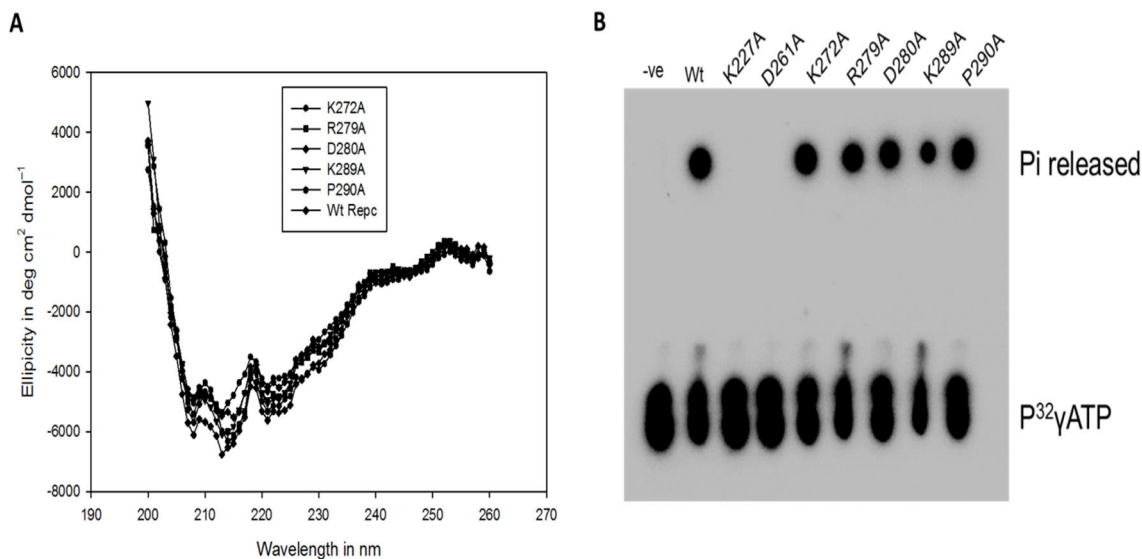 A
Ellipicity in deg cm² dmol⁻¹
6000
4000
2000
0
-2000
-4000
-6000
-8000
190 200 210 220 230 240 250 260 270
Wavelength in nm
K272A
R279A
D280A
K289A
P290A
Wt Repc
B
-ve Wt K227A D261A K272A R279A D280A K289A P290A
Pi released
P³²γATP